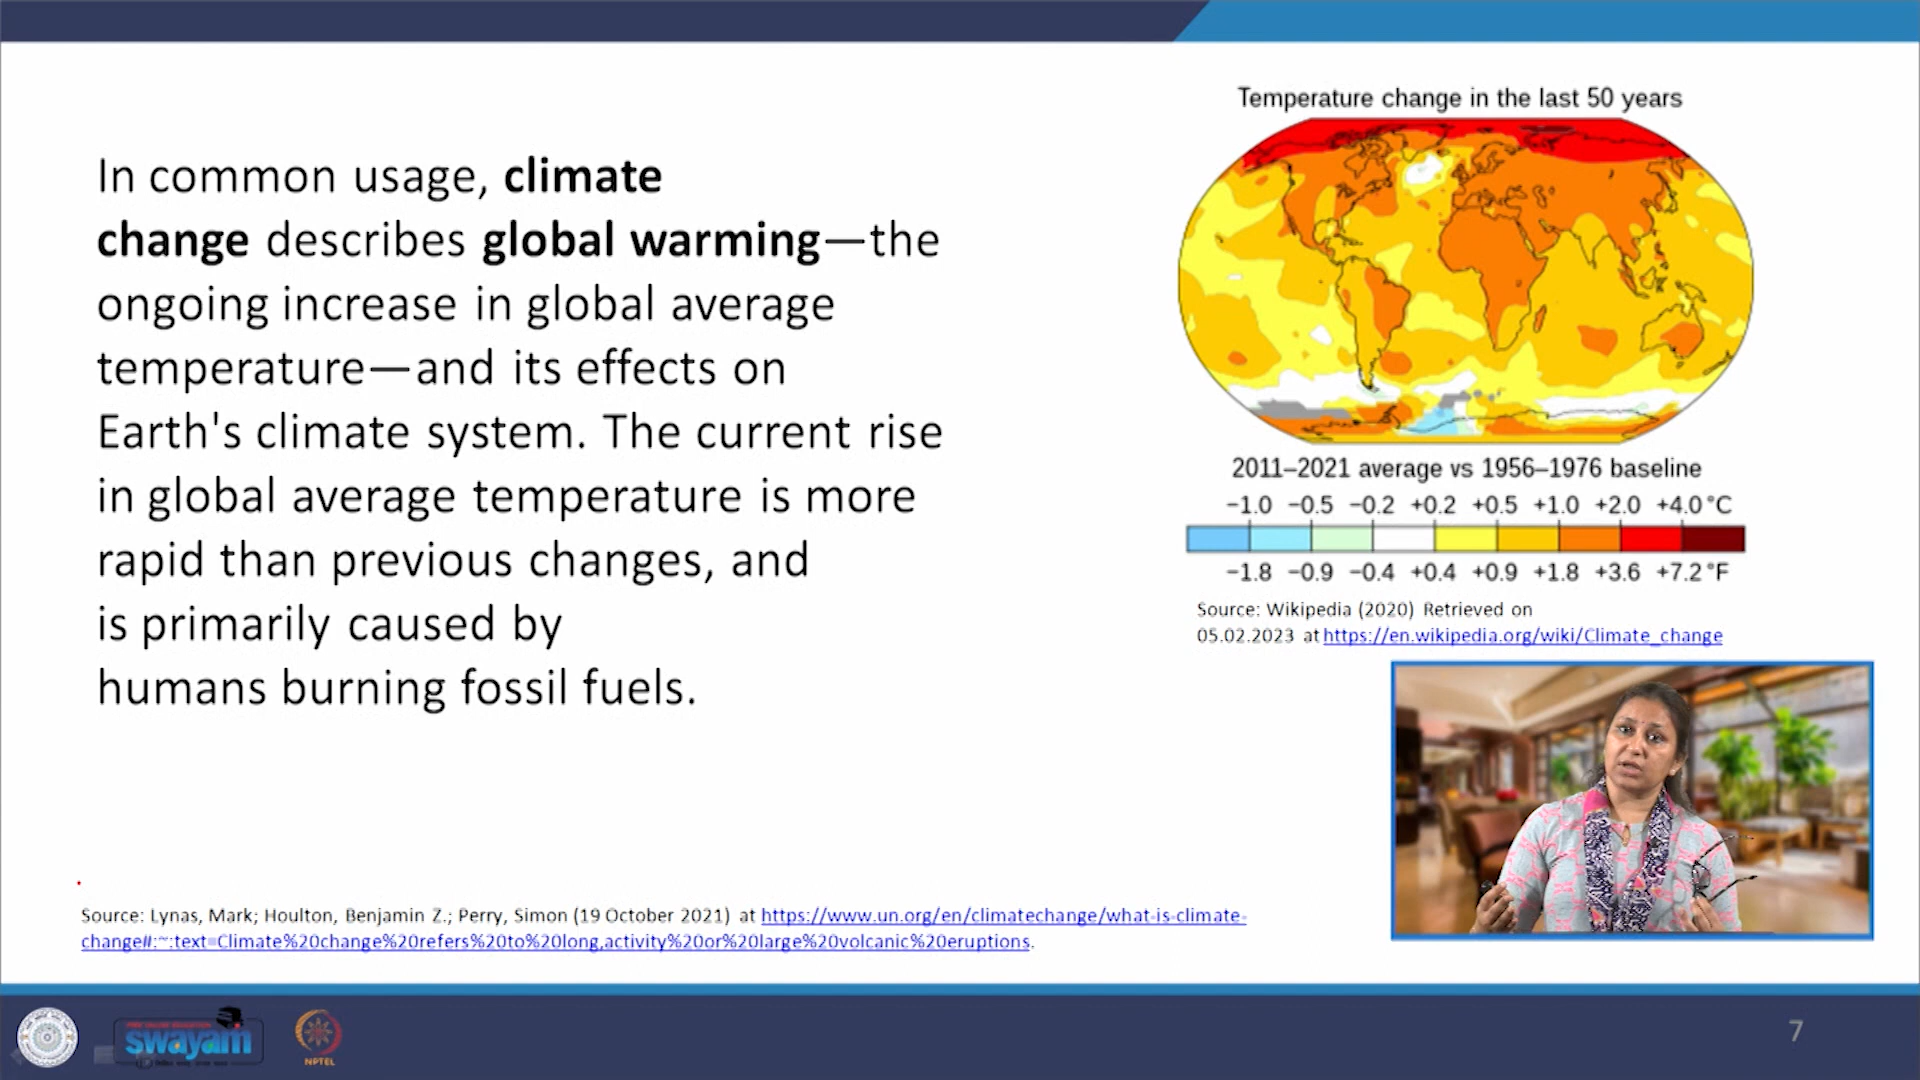 In common usage, climate
change describes global warming—the
ongoing increase in global average
temperature—and its effects on
Earth's climate system. The current rise
in global average temperature is more
rapid than previous changes, and
is primarily caused by
humans burning fossil fuels.
Temperature change in the last 50 years
2011–2021 average vs 1956–1976 baseline
−1.0 −0.5 −0.2 +0.2 +0.5 +1.0 +2.0 +4.0 °C
−1.8 −0.9 −0.4 +0.4 +0.9 +1.8 +3.6 +7.2 °F
Source: Wikipedia (2020) Retrieved on
05.02.2023 at https://en.wikipedia.org/wiki/Climate_change
Source: Lynas, Mark; Houlton, Benjamin Z.; Perry, Simon (19 October 2021) at https://www.un.org/en/climatechange/what-is-climate-
change#:~:text=Climate%20change%20refers%20to%20long,activity%20or%20large%20volcanic%20eruptions.
swayam
NPTEL
7